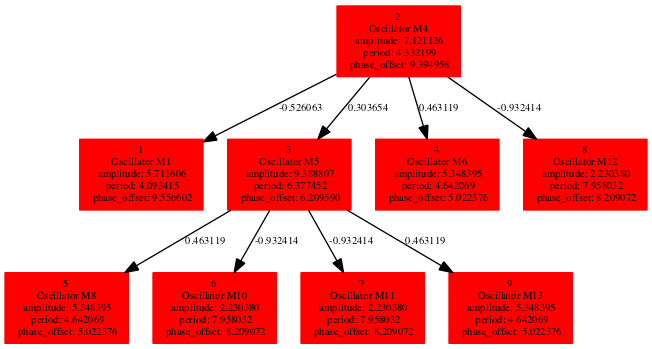 2
Oscillator M4
amplitude: 7.121126
period: 4.332199
phase_offset: 9.394958
-0.526063
0.303654
0.463119
-0.932414
1
Oscillator M1
amplitude: 5.711606
period: 4.093415
phase_offset: 9.556602
3
Oscillator M5
amplitude: 9.388807
period: 6.377452
phase_offset: 6.209590
4
Oscillator M6
amplitude: 5.348395
period: 4.642069
phase_offset: 5.022376
8
Oscillator M12
amplitude: 2.230380
period: 7.958032
phase_offset: 8.209072
0.463119
-0.932414
-0.932414
0.463119
5
Oscillator M8
amplitude: 5.348395
period: 4.642069
phase_offset: 5.022376
6
Oscillator M10
amplitude: 2.230380
period: 7.958032
phase_offset: 8.209072
7
Oscillator M11
amplitude: 2.230380
period: 7.958032
phase_offset: 8.209072
9
Oscillator M13
amplitude: 5.348395
period: 4.642069
phase_offset: 5.022376